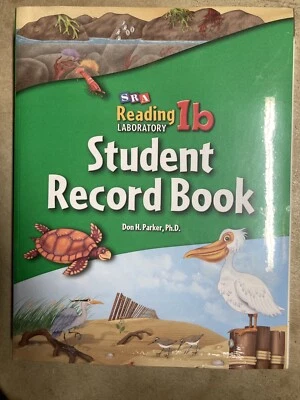 SRA
Reading 1b
LABORATORY
Student
Record Book
Don H. Parker, Ph.D.